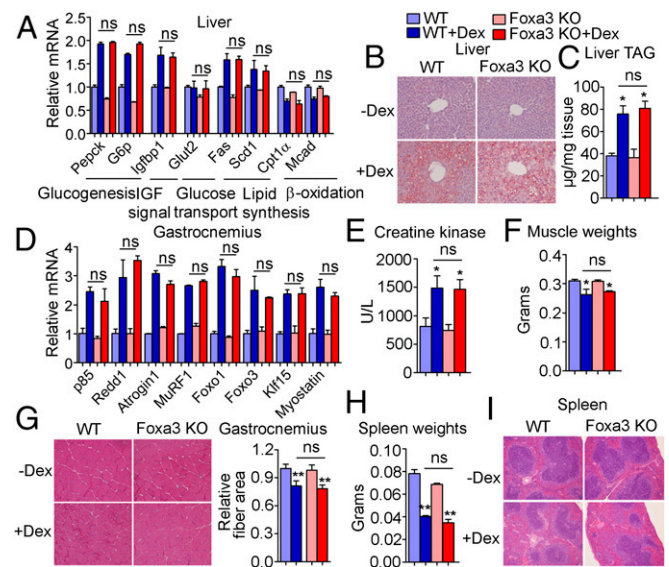 A
Liver
WT
Foxa3 KO
WT+Dex
Foxa3 KO+Dex
Relative mRNA
2.0
1.5
1.0
0.5
0.0
ns
ns
ns
ns
ns
ns
ns
ns
Pepck
G6p
Igfbp1
Glut2
Fas
Scd1
Cpt1α
Mcad
Glucogenesis
IGF signal
Glucose transport
Lipid synthesis
β-oxidation
B
Liver
WT
Foxa3 KO
-Dex
+Dex
C
Liver TAG
µg/mg tissue
100
80
60
40
20
0
ns
*
*
D
Gastrocnemius
Relative mRNA
4
3
2
1
0
ns
ns
ns
ns
ns
ns
ns
ns
p85
Redd1
Atrogin1
MuRF1
Foxo1
Foxo3
Klf15
Myostatin
E
Creatine kinase
U/L
2000
1500
1000
500
0
ns
*
*
F
Muscle weights
Grams
0.4
0.3
0.2
0.1
0.0
ns
*
*
G
WT
Foxa3 KO
-Dex
+Dex
Gastrocnemius
Relative
fiber area
1.5
1.2
0.9
0.6
0.3
0.0
ns
**
**
H
Spleen weights
Grams
0.10
0.08
0.06
0.04
0.02
0.00
ns
**
**
I
Spleen
WT
Foxa3 KO
-Dex
+Dex